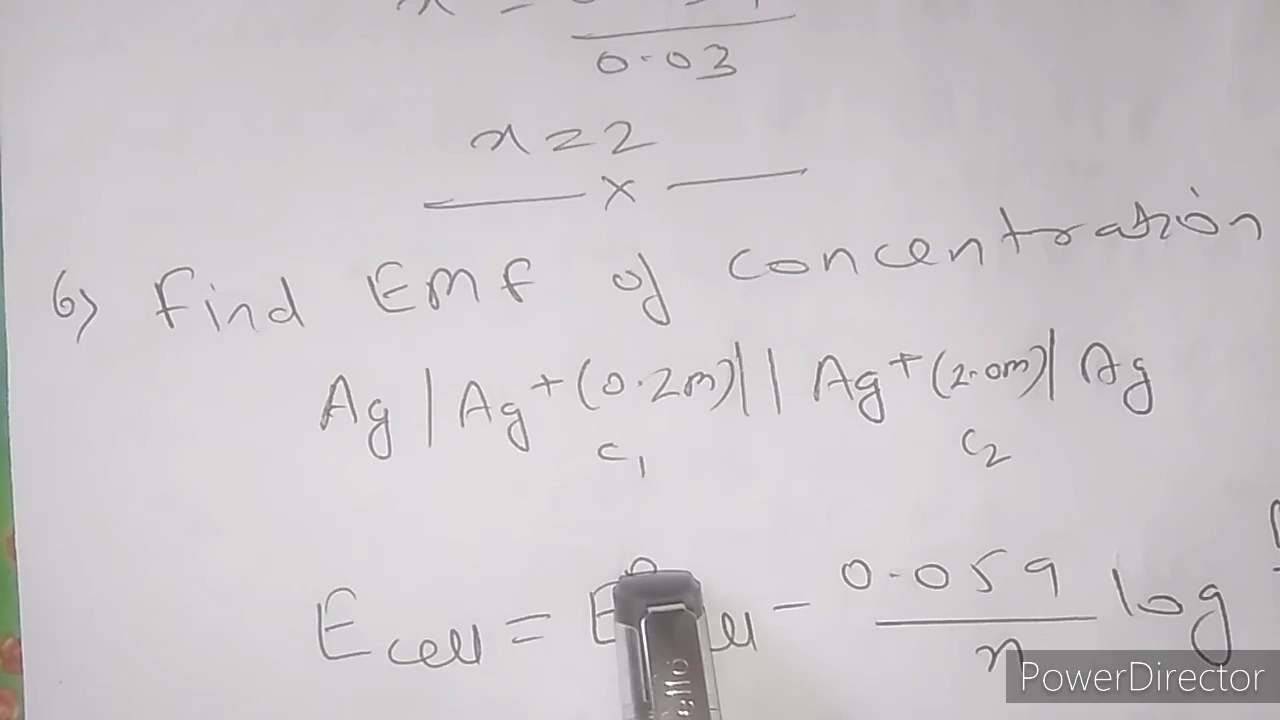 0.03
x = 2
x
6) Find EMF of concentration
Ag | Ag+ (0.2m) || Ag+ (2.0m) | Ag
C1 C2
Ecell = E0cell - 0.059 / n log
PowerDirector